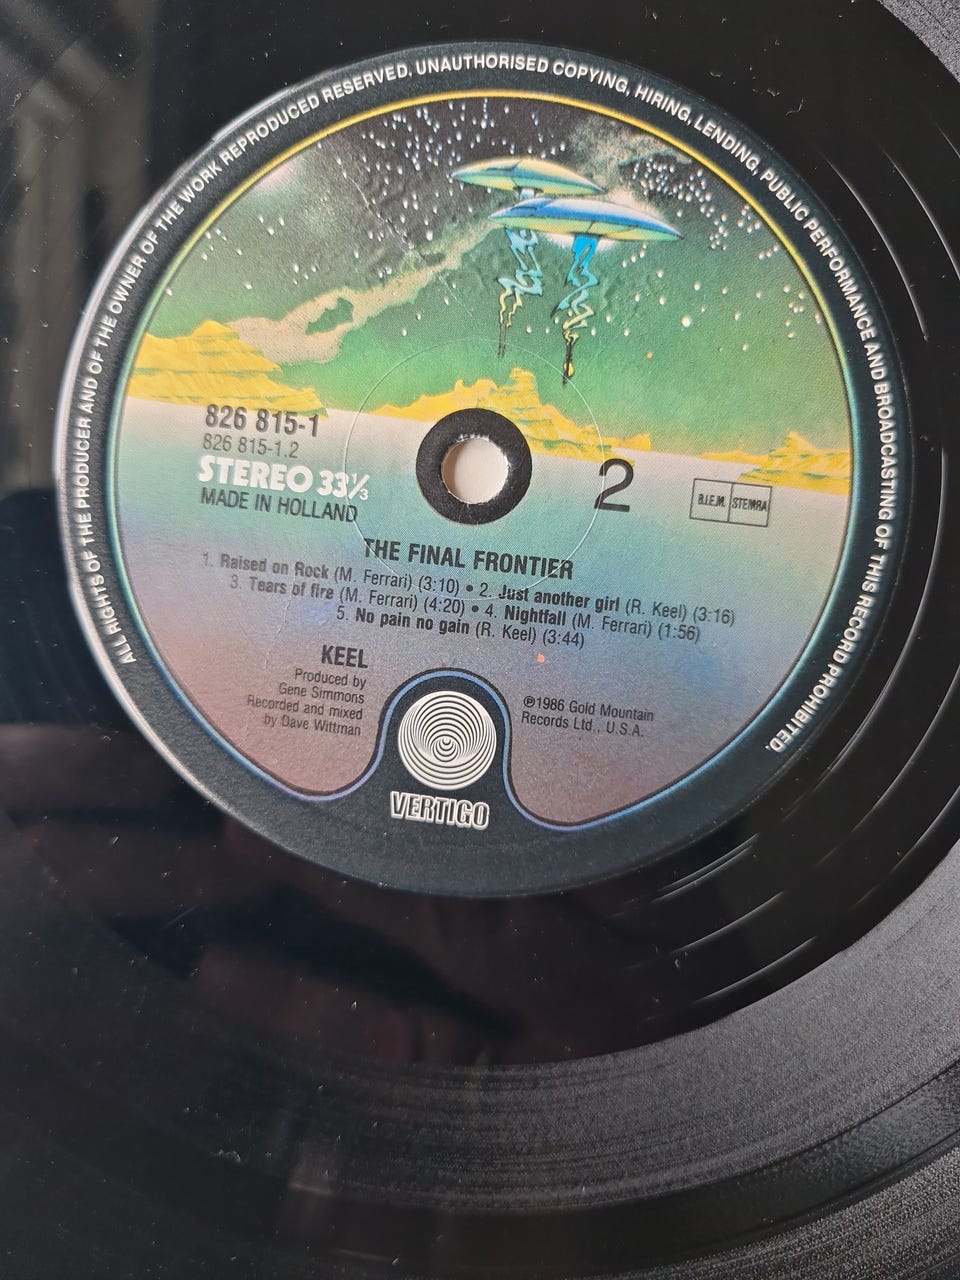 ALL RIGHTS OF THE PRODUCER AND OF THE OWNER OF THE WORK REPRODUCED RESERVED. UNAUTHORISED COPYING, HIRING, LENDING, PUBLIC PERFORMANCE AND BROADCASTING OF THIS RECORD PROHIBITED.
826 815-1
826 815-1.2
STEREO 33⅓
MADE IN HOLLAND
2
B.I.E.M. STEMRA
THE FINAL FRONTIER
1. Raised on Rock (M. Ferrari) (3:10) • 2. Just another girl (R. Keel) (3:16)
3. Tears of fire (M. Ferrari) (4:20) • 4. Nightfall (M. Ferrari) (1:56)
5. No pain no gain (R. Keel) (3:44)
KEEL
Produced by
Gene Simmons
Recorded and mixed
by Dave Wittman
℗1986 Gold Mountain
Records Ltd., U.S.A.
VERTIGO